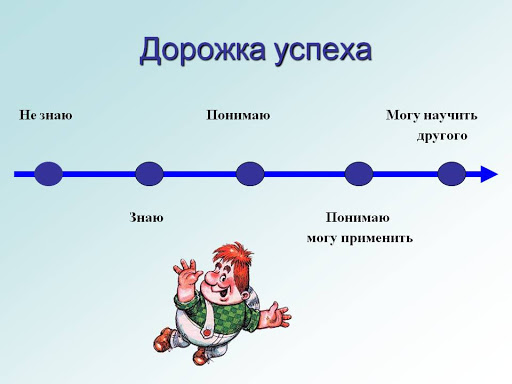 Дорожка успеха
Не знаю
Понимаю
Могу научить
другого
Знаю
Понимаю
могу применить